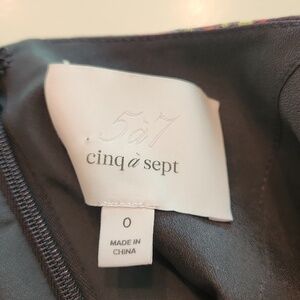 5à7
cinq à sept
0
MADE IN
CHINA